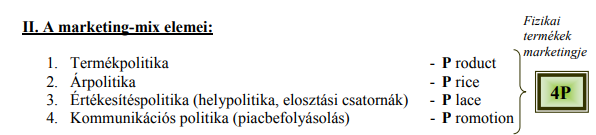 II. A marketing-mix elemei:
Fizikai
termékek
marketingje
1. Termékpolitika - P roduct
2. Árpolitika - P rice
3. Értékesítéspolitika (helypolitika, elosztási csatornák) - P lace
4. Kommunikációs politika (piacbefolyásolás) - P romotion
4P